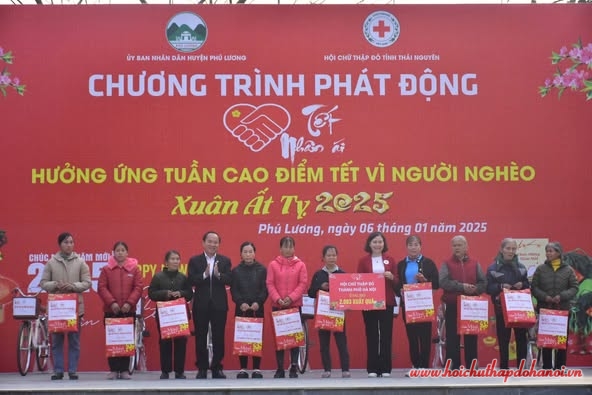 ỦY BAN NHÂN DÂN HUYỆN PHÚ LƯƠNG
HỘI CHỮ THẬP ĐỎ TỈNH THÁI NGUYÊN
CHƯƠNG TRÌNH PHÁT ĐỘNG
Tết
Nhân ái
HƯỞNG ỨNG TUẦN CAO ĐIỂM TẾT VÌ NGƯỜI NGHÈO
Xuân Ất Tỵ 2025
Phú Lương, ngày 06 tháng 01 năm 2025
HỘI CHỮ THẬP ĐỎ
THÀNH PHỐ HÀ NỘI
2.003 XUẤT QUÀ
www.hoichuthapdohanoi.vn